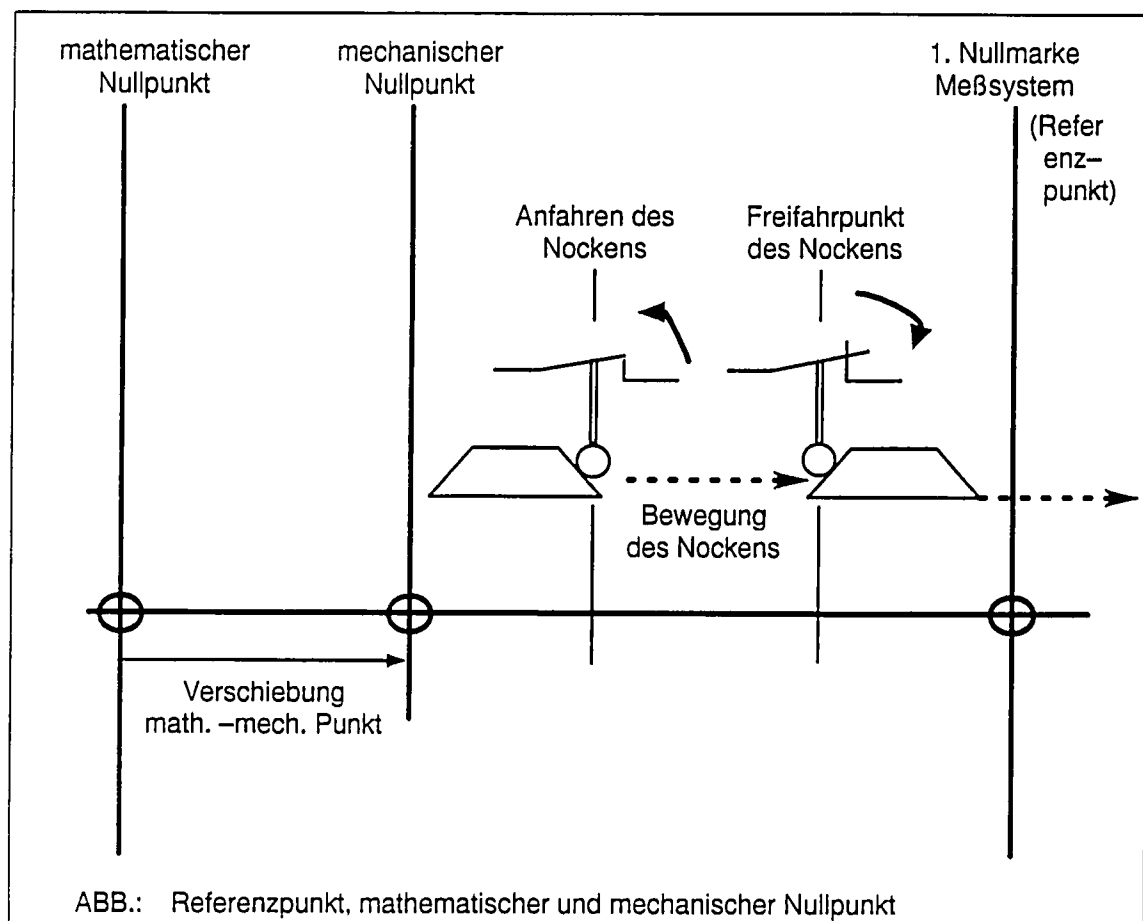 mathematischer
Nullpunkt
mechanischer
Nullpunkt
1. Nullmarke
Meßsystem
(Refer
enz–
punkt)
Anfahren des
Nockens
Freifahrpunkt
des Nockens
Bewegung
des Nockens
Verschiebung
math. –mech. Punkt
ABB.: Referenzpunkt, mathematischer und mechanischer Nullpunkt